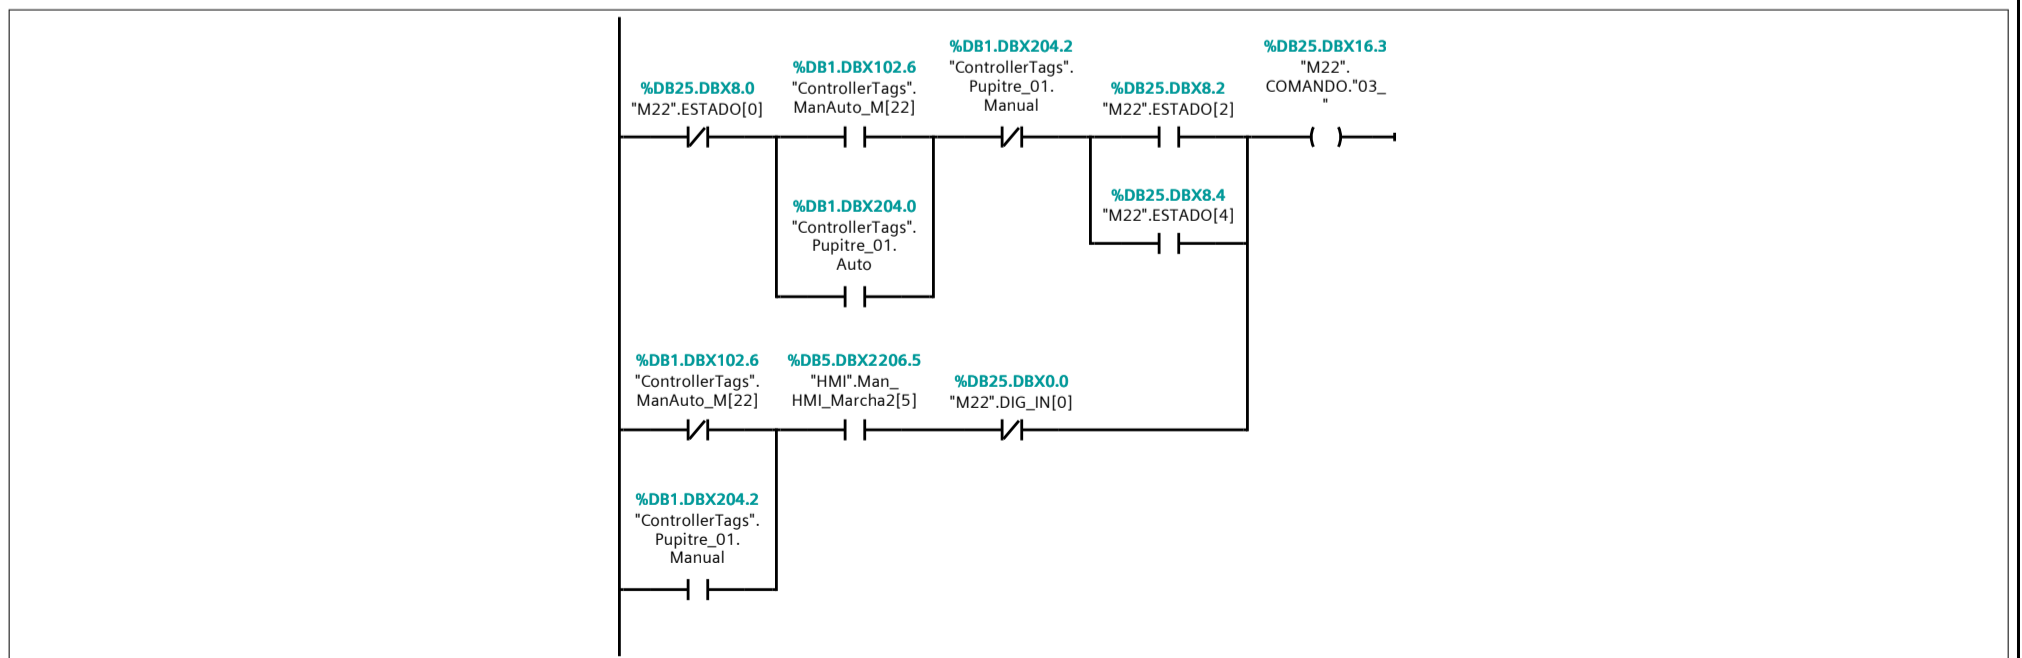 %DB25.DBX8.0
"M22".ESTADO[0]
%DB1.DBX102.6
"ControllerTags".
ManAuto_M[22]
%DB1.DBX204.2
"ControllerTags".
Pupitre_01.
Manual
%DB25.DBX8.2
"M22".ESTADO[2]
%DB25.DBX16.3
"M22".
COMANDO."03_
"
%DB1.DBX204.0
"ControllerTags".
Pupitre_01.
Auto
%DB25.DBX8.4
"M22".ESTADO[4]
%DB1.DBX102.6
"ControllerTags".
ManAuto_M[22]
%DB5.DBX2206.5
"HMI".Man_
HMI_Marcha2[5]
%DB25.DBX0.0
"M22".DIG_IN[0]
%DB1.DBX204.2
"ControllerTags".
Pupitre_01.
Manual